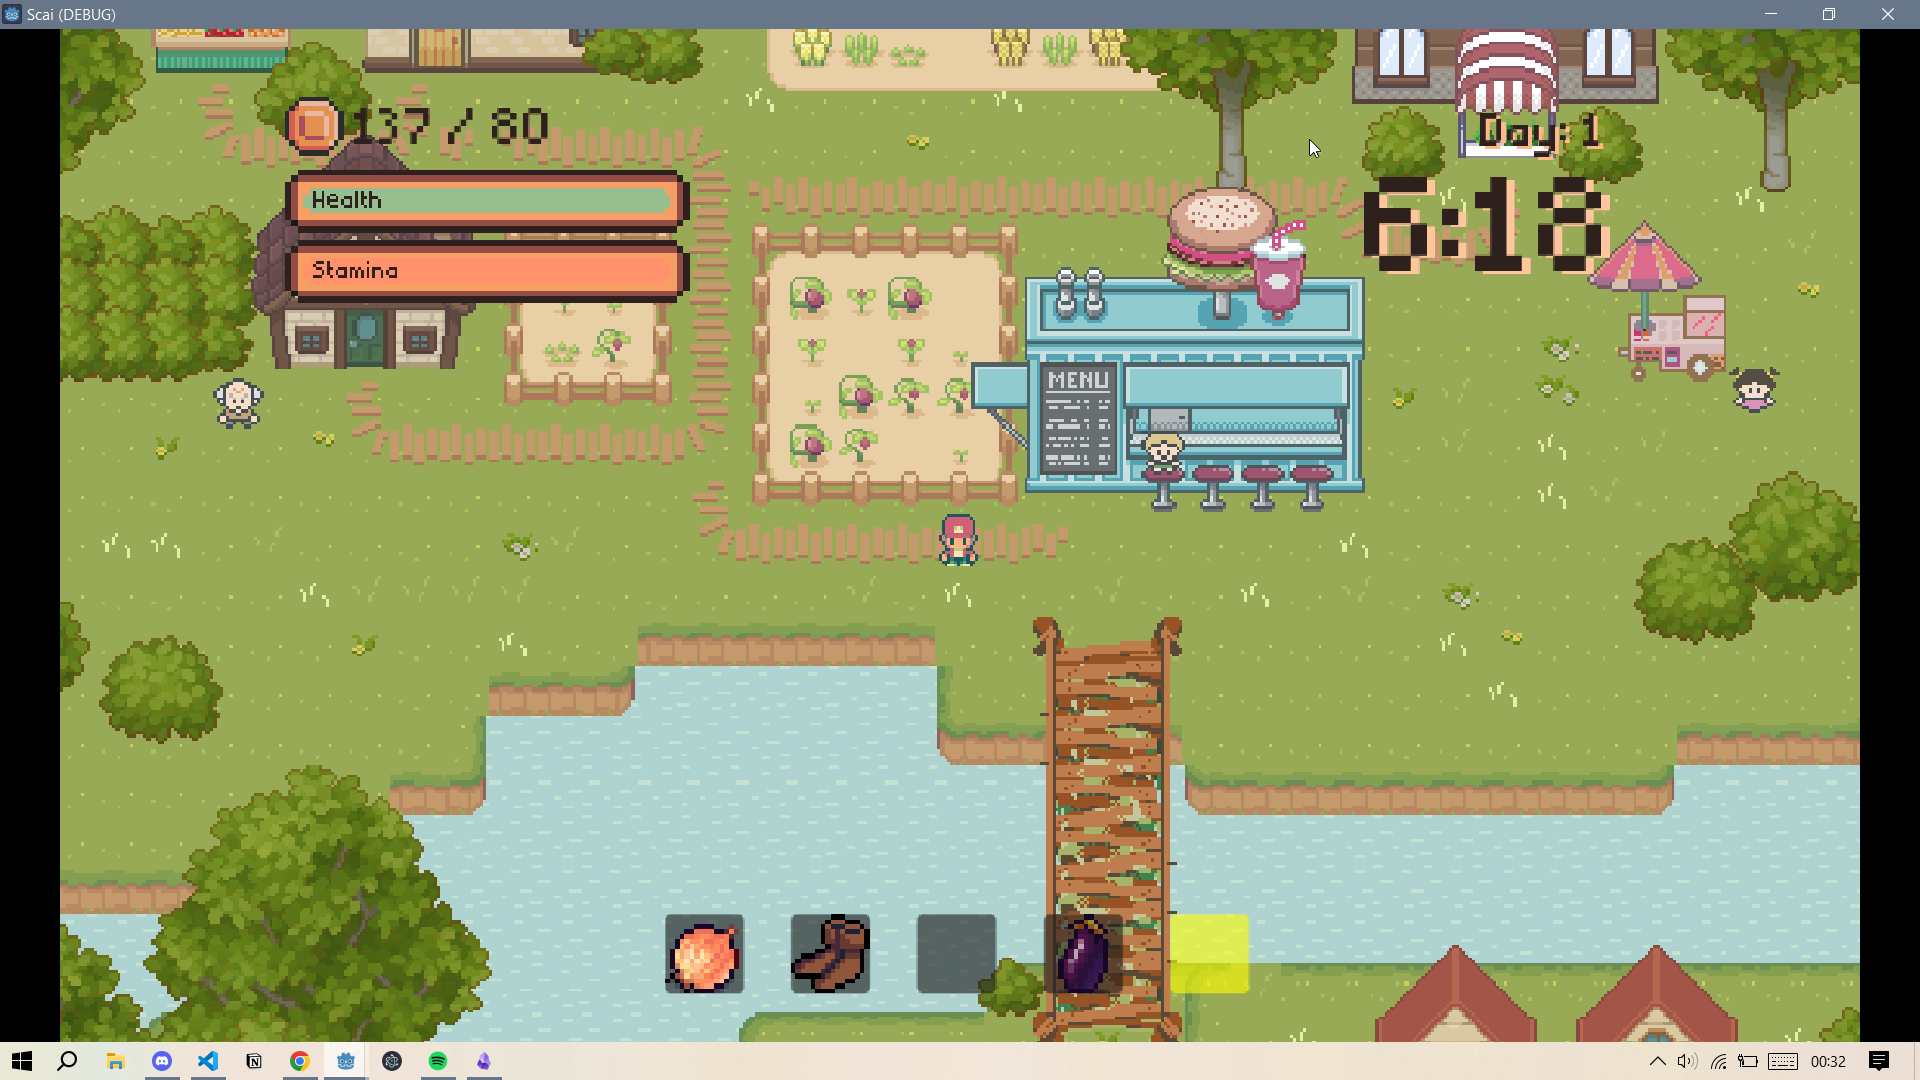 Scai (DEBUG)
137 / 80
Day: 1
6:18
Health
Stamina
MENU
00:32